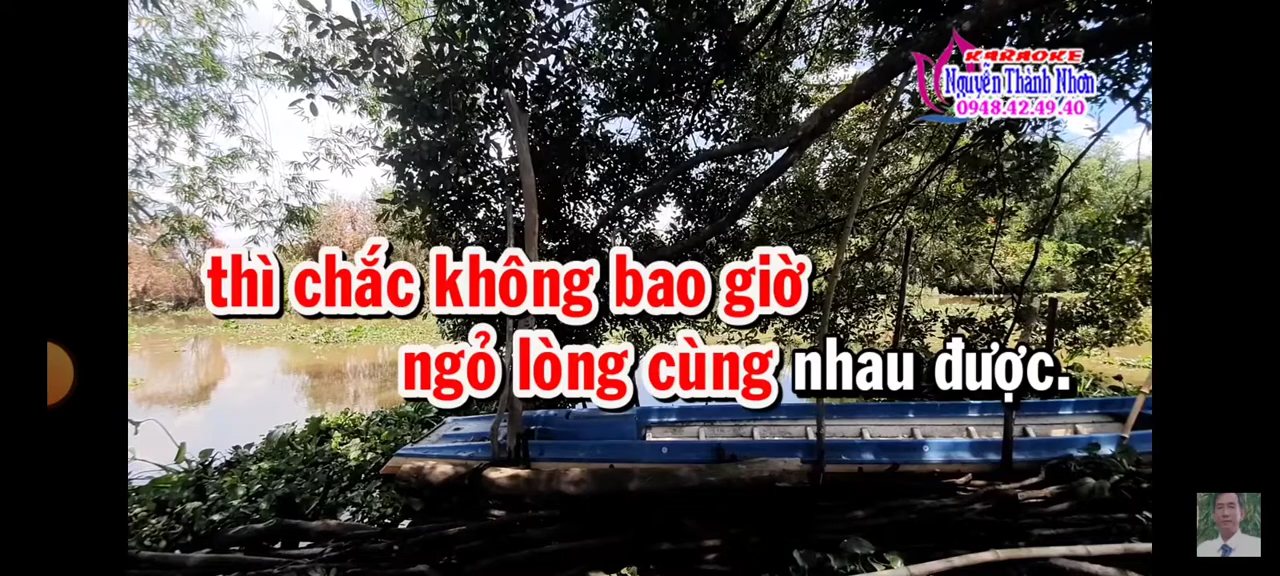 KARAOKE
Nguyễn Thành Nhơn
0948.42.49.40
thì chắc không bao giờ
ngỏ lòng cùng nhau được.